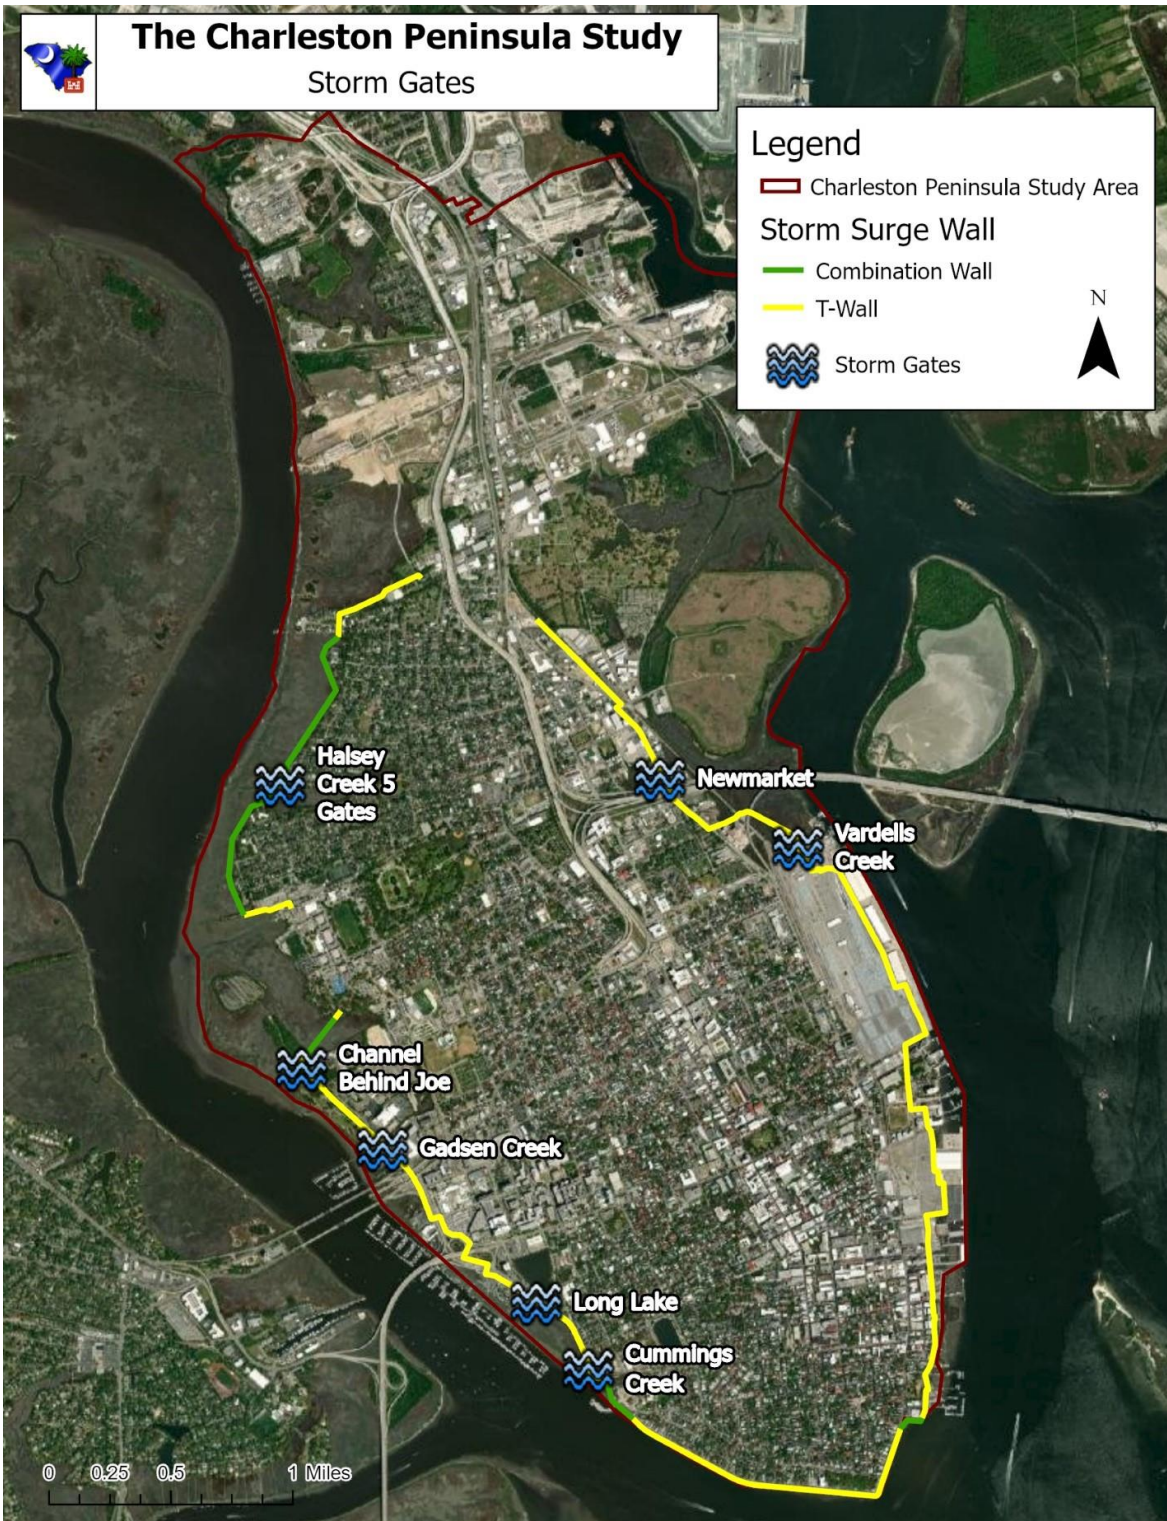 The Charleston Peninsula Study
Storm Gates
Legend
Charleston Peninsula Study Area
Storm Surge Wall
Combination Wall
T-Wall
Storm Gates
N
Halsey
Creek 5
Gates
Newmarket
Vardells
Creek
Channel
Behind Joe
Gadsen Creek
Long Lake
Cummings
Creek
0 0.25 0.5 1 Miles